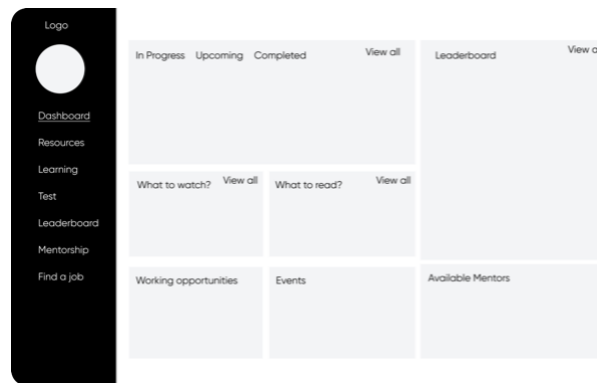 Logo
Dashboard
Resources
Learning
Test
Leaderboard
Mentorship
Find a job
In Progress Upcoming Completed View all
Leaderboard View a
What to watch? View all
What to read? View all
Working opportunities
Events
Available Mentors